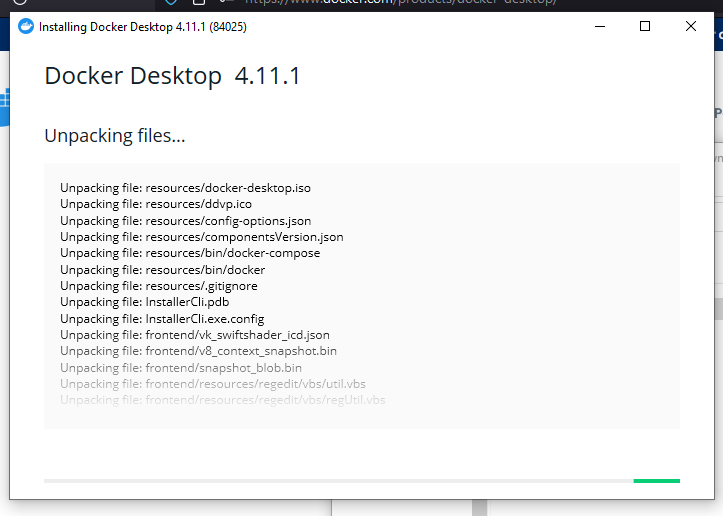 https://www.docker.com/products/docker-desktop/
Installing Docker Desktop 4.11.1 (84025)
Docker Desktop 4.11.1
Unpacking files...
Unpacking file: resources/docker-desktop.iso
Unpacking file: resources/ddvp.ico
Unpacking file: resources/config-options.json
Unpacking file: resources/componentsVersion.json
Unpacking file: resources/bin/docker-compose
Unpacking file: resources/bin/docker
Unpacking file: resources/.gitignore
Unpacking file: InstallerCli.pdb
Unpacking file: InstallerCli.exe.config
Unpacking file: frontend/vk_swiftshader_icd.json
Unpacking file: frontend/v8_context_snapshot.bin
Unpacking file: frontend/snapshot_blob.bin
Unpacking file: frontend/resources/regedit/vbs/util.vbs
Unpacking file: frontend/resources/regedit/vbs/regUtil.vbs